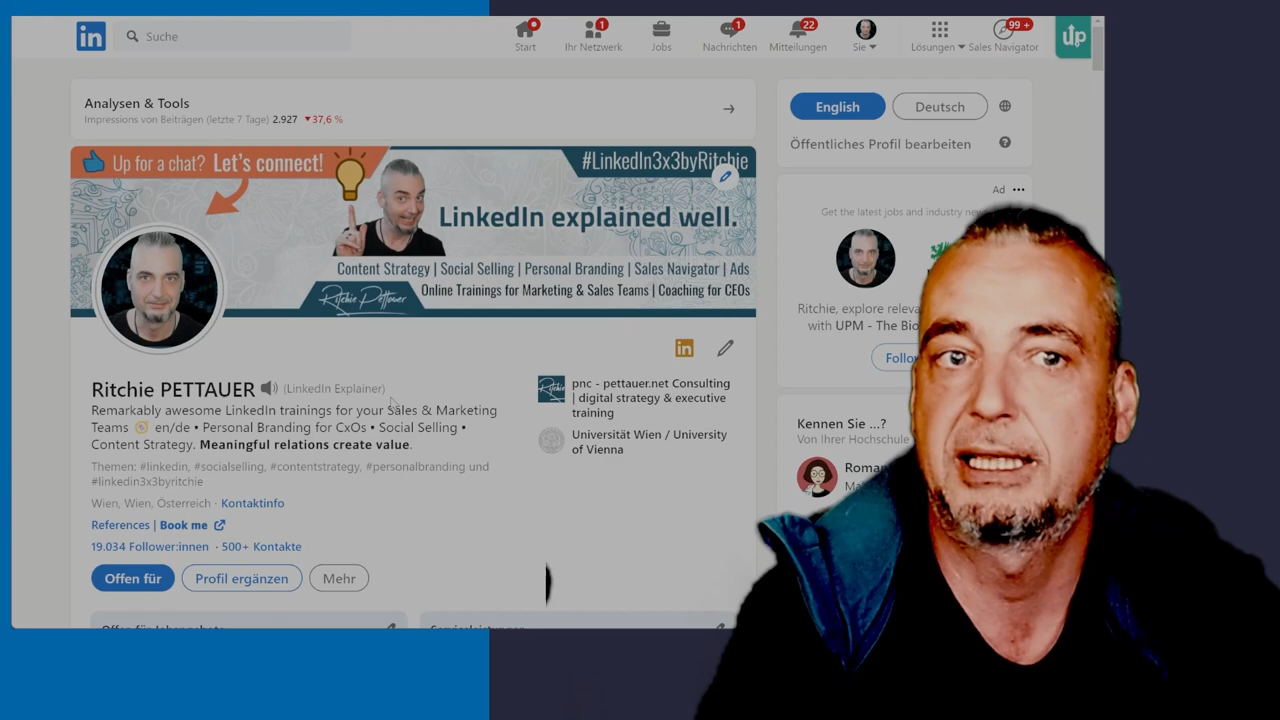 in
Suche
Start
1
Ihr Netzwerk
Jobs
1
Nachrichten
22
Mitteilungen
Sie
Lösungen
99 +
Sales Navigator
up
Analysen & Tools
Impressions von Beiträgen (letzte 7 Tage) 2.927 ▼37,6 %
English
Deutsch
Öffentliches Profil bearbeiten
Up for a chat? Let's connect!
#LinkedIn3x3byRitchie
LinkedIn explained well.
Content Strategy | Social Selling | Personal Branding | Sales Navigator | Ads
Ritchie Pettauer
Online Trainings for Marketing & Sales Teams | Coaching for CEOs
Ad
Get the latest jobs and industry
Ritchie, explore
with UPM - The
in
Ritchie PETTAUER (LinkedIn Explainer)
Remarkably awesome LinkedIn trainings for your Sales & Marketing
Teams en/de • Personal Branding for CxOs • Social Selling •
Content Strategy. Meaningful relations create value.
Themen: #linkedin, #socialselling, #contentstrategy, #personalbranding und
#linkedin3x3byritchie
Wien, Wien, Österreich · Kontaktinfo
References | Book me
19.034 Follower:innen · 500+ Kontakte
Offen für
Profil ergänzen
Mehr
pnc - pettauer.net Consulting
| digital strategy & executive
training
Universität Wien / University
of Vienna
Kennen Sie ...?
Von Ihrer Hochschule